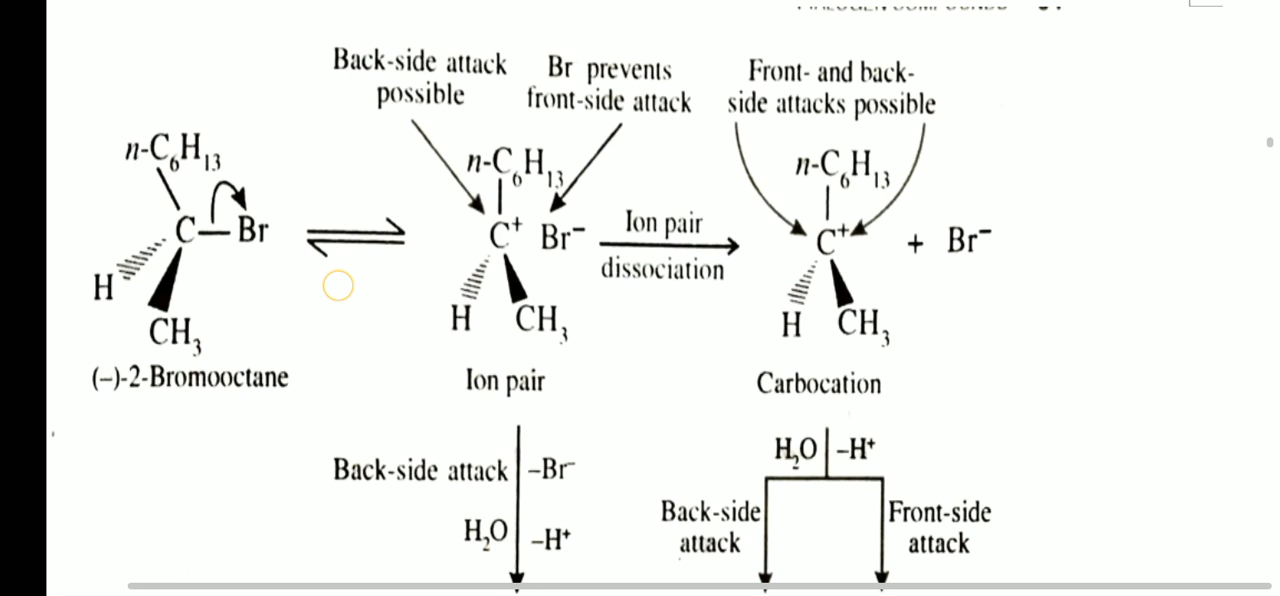 Back-side attack
possible
Br prevents
front-side attack
Front- and back-
side attacks possible
n-C₆H₁₃
C—Br
H
CH₃
(–)-2-Bromooctane
n-C₆H₁₃
C⁺ Br⁻
H CH₃
Ion pair
Ion pair
dissociation
n-C₆H₁₃
C⁺ + Br⁻
H CH₃
Carbocation
Back-side attack –Br⁻
H₂O –H⁺
H₂O –H⁺
Back-side
attack
Front-side
attack